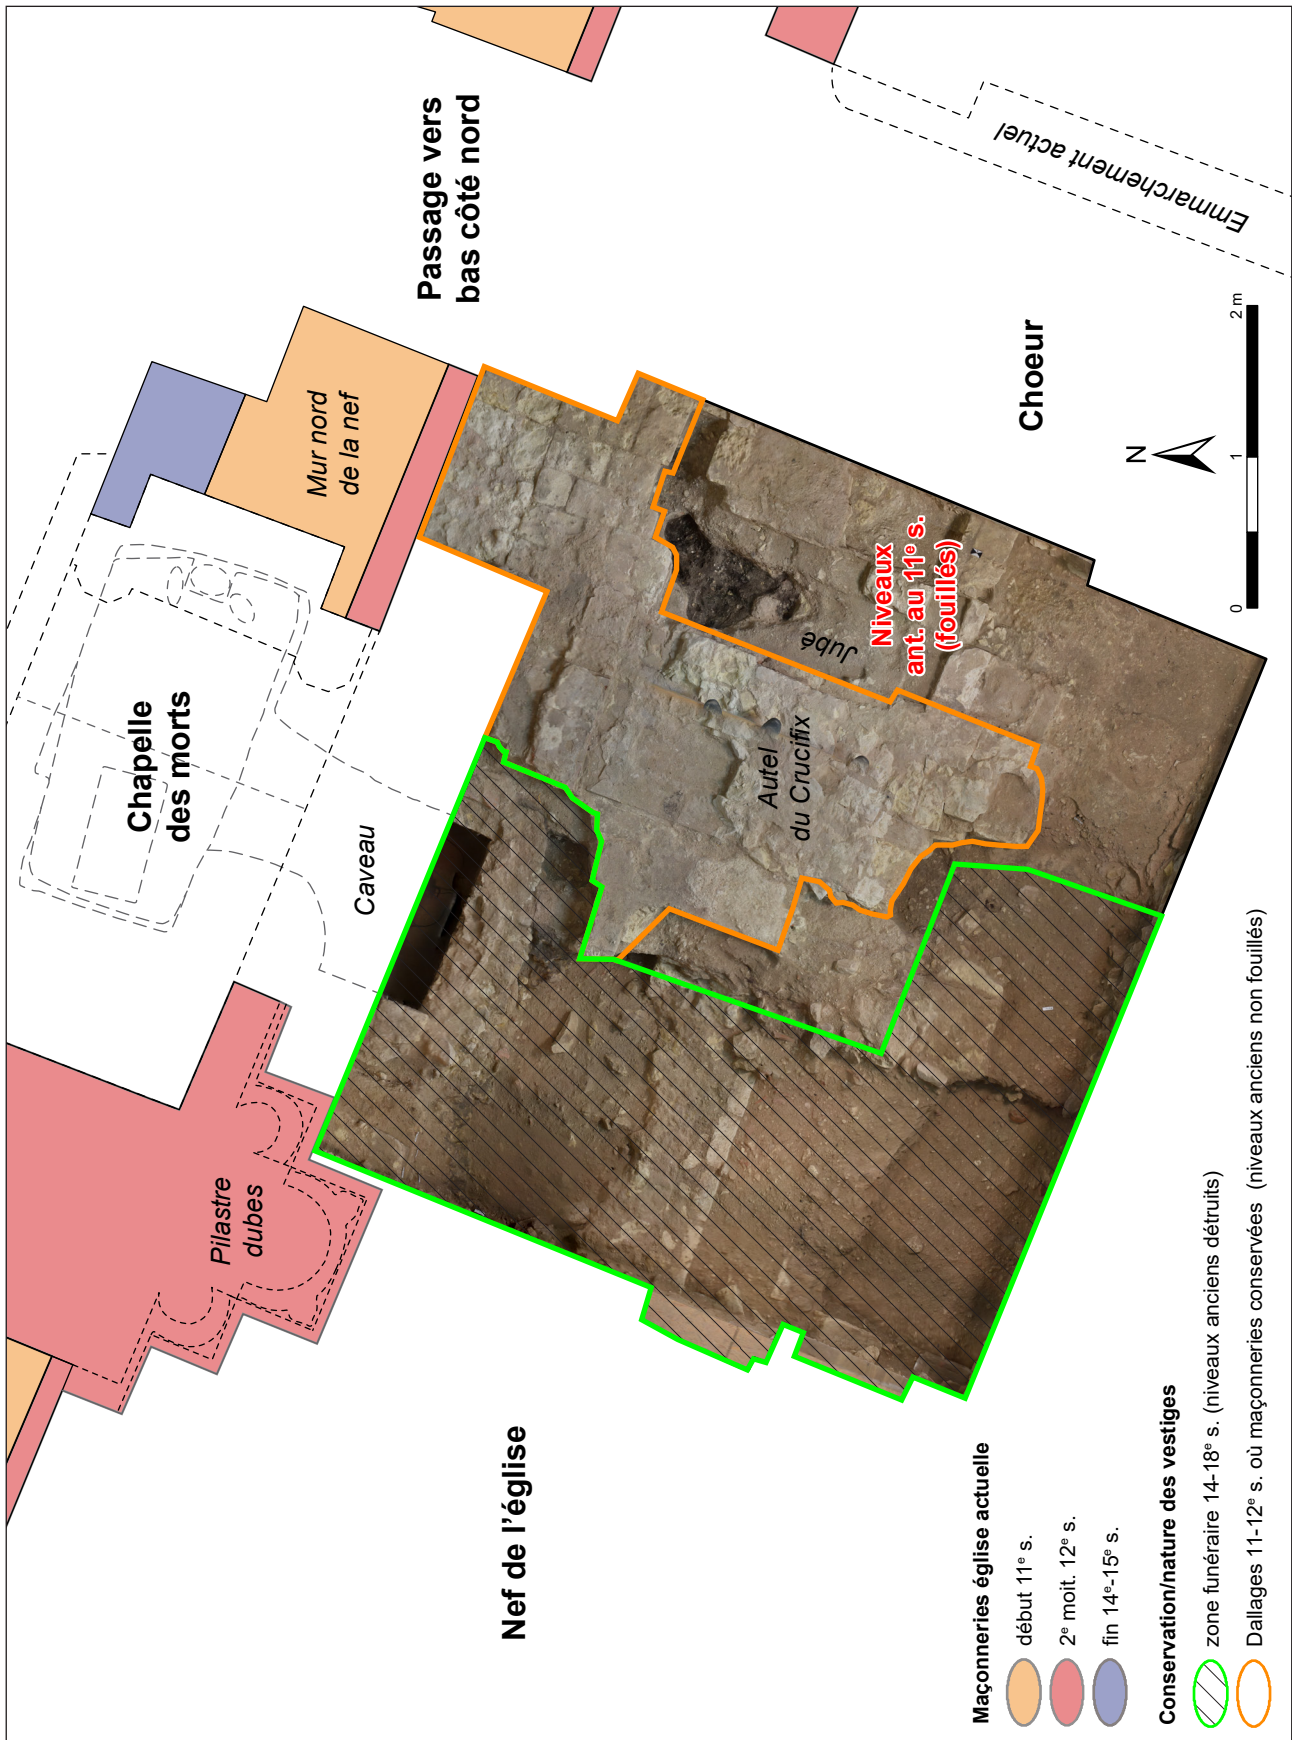 Passage vers
bas côté nord
Emmarchement actuel
Chapelle
des morts
Mur nord
de la nef
Caveau
Pilastre
dubes
Choeur
N
0
1
2 m
Niveaux
ant. au 11e s.
(fouillés)
Jubé
Autel
du Crucifix
Nef de l'église
Maçonneries église actuelle
début 11e s.
2e moit. 12e s.
fin 14e-15e s.
Conservation/nature des vestiges
zone funéraire 14-18e s. (niveaux anciens détruits)
Dallages 11-12e s. où maçonneries conservées (niveaux anciens non fouillés)